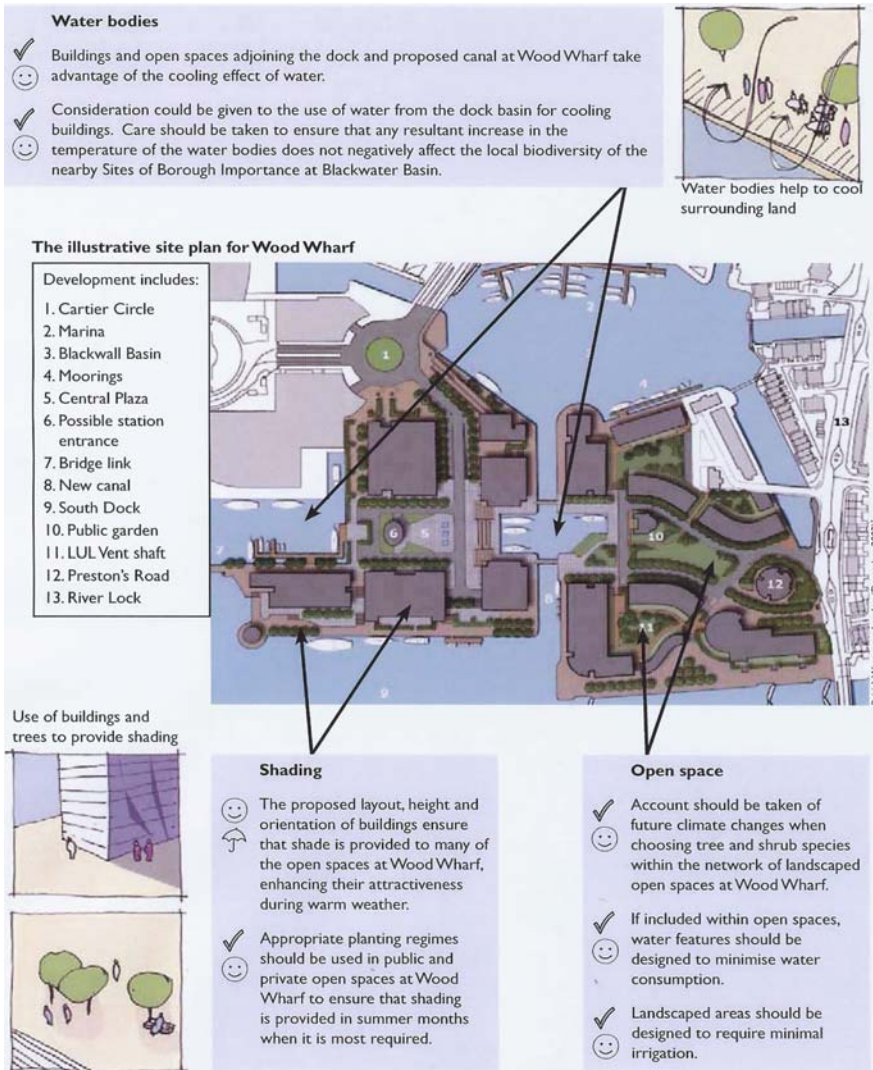 Water bodies
Buildings and open spaces adjoining the dock and proposed canal at Wood Wharf take
advantage of the cooling effect of water.
Consideration could be given to the use of water from the dock basin for cooling
buildings. Care should be taken to ensure that any resultant increase in the
temperature of the water bodies does not negatively affect the local biodiversity of the
nearby Sites of Borough Importance at Blackwater Basin.
Water bodies help to cool
surrounding land
The illustrative site plan for Wood Wharf
Development includes:
1. Cartier Circle
2. Marina
3. Blackwall Basin
4. Moorings
5. Central Plaza
6. Possible station
entrance
7. Bridge link
8. New canal
9. South Dock
10. Public garden
11. LUL Vent shaft
12. Preston's Road
13. River Lock
1
2
3
4
13
7
6
5
10
12
8
11
9
Use of buildings and
trees to provide shading
Shading
The proposed layout, height and
orientation of buildings ensure
that shade is provided to many of
the open spaces at Wood Wharf,
enhancing their attractiveness
during warm weather.
Appropriate planting regimes
should be used in public and
private open spaces at Wood
Wharf to ensure that shading
is provided in summer months
when it is most required.
Open space
Account should be taken of
future climate changes when
choosing tree and shrub species
within the network of landscaped
open spaces at Wood Wharf.
If included within open spaces,
water features should be
designed to minimise water
consumption.
Landscaped areas should be
designed to require minimal
irrigation.